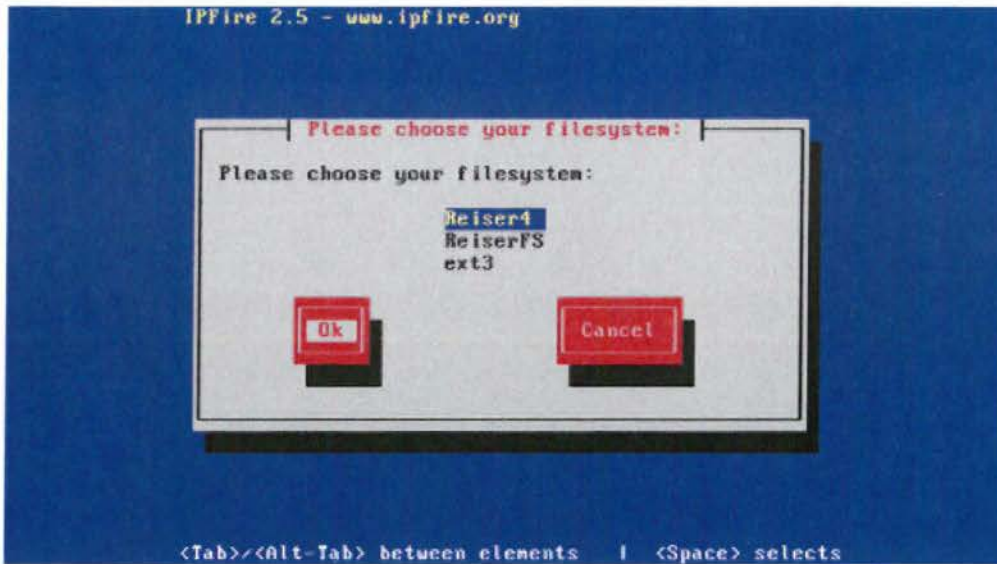 IPFire 2.5 - www.ipfire.org
Please choose your filesystem:
Please choose your filesystem:
Reiser4
ReiserFS
ext3
Ok Cancel
<Tab>/<Alt-Tab> between elements | <Space> selects